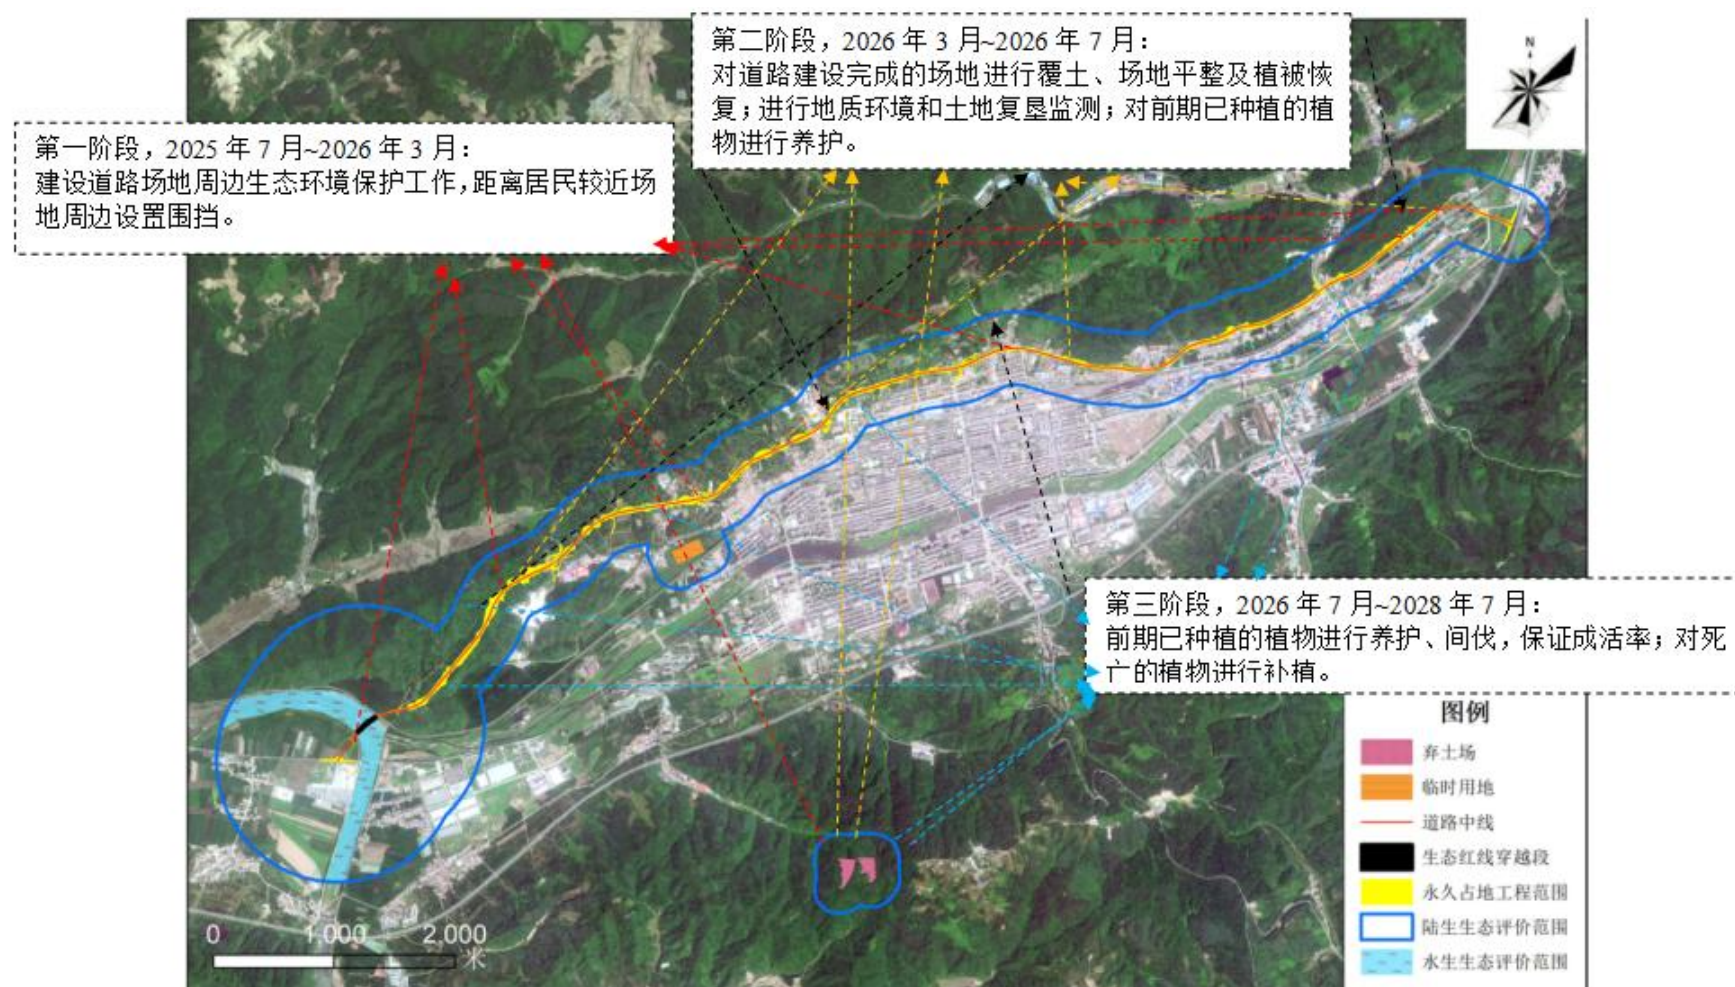 第二阶段，2026 年 3 月~2026 年 7 月：
对道路建设完成的场地进行覆土、场地平整及植被恢
复；进行地质环境和土地复垦监测；对前期已种植的植
物进行养护。
N
第一阶段，2025 年 7 月~2026 年 3 月：
建设道路场地周边生态环境保护工作，距离居民较近场
地周边设置围挡。
第三阶段，2026 年 7 月~2028 年 7 月：
前期已种植的植物进行养护、间伐，保证成活率；对死
亡的植物进行补植。
图例
弃土场
临时用地
道路中线
生态红线穿越段
永久占地工程范围
陆生生态评价范围
水生生态评价范围
0 1,000 2,000
米